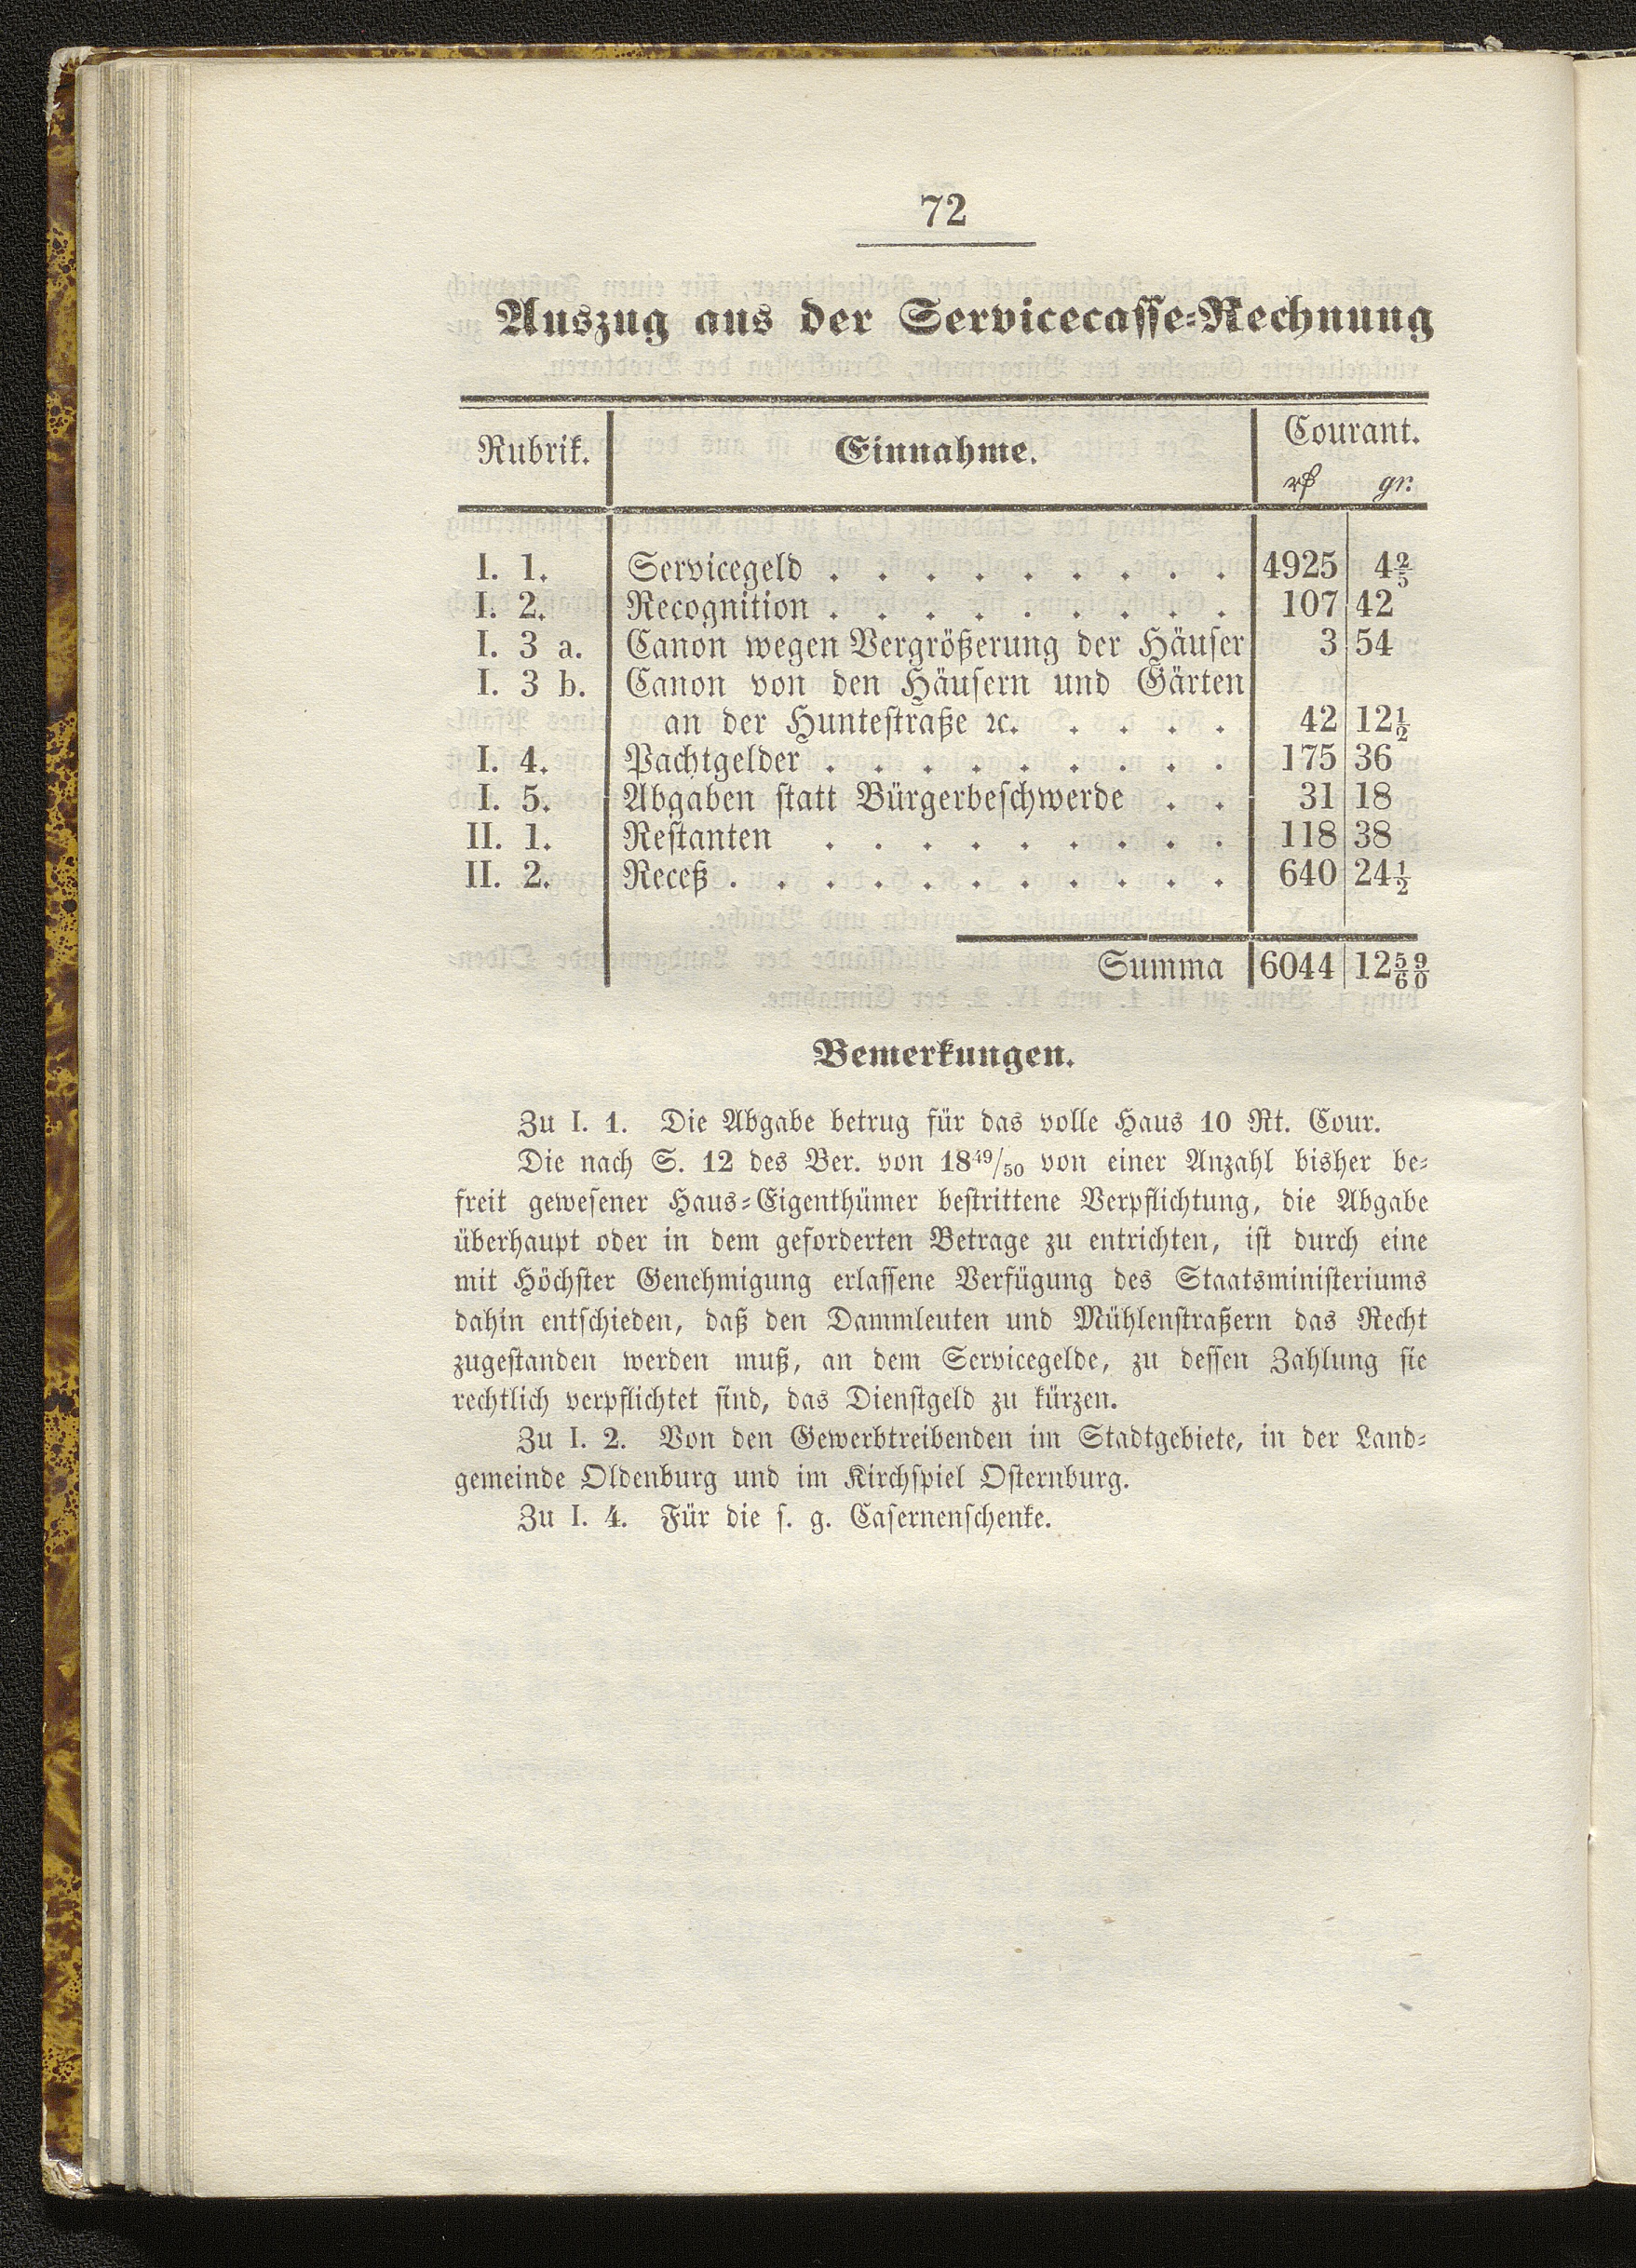 72
Auszug aus der Servicecasse-Rechnung
Rubrik. Einnahme. Courant.
gr.
I. 1. Servicegeld . . . . . . . . . 4925 4 2/5
I. 2. Recognition . . . . . . . . . 107 42
I. 3 a. Canon wegen Vergrößerung der Häuser 3 54
I. 3 b. Canon von den Häusern und Gärten
an der Huntestraße ꝛc. . . . . 42 12 1/2
I. 4. Pachtgelder . . . . . . . . . 175 36
I. 5. Abgaben statt Bürgerbeschwerde . . 31 18
II. 1. Restanten . . . . . . . . . 118 38
II. 2. Receß . . . . . . . . . . . 640 24 1/2
Summa 6044 12 59/60
Bemerkungen.
Zu I. 1. Die Abgabe betrug für das volle Haus 10 Rt. Cour.
Die nach S. 12 des Ber. von 18 49/50 von einer Anzahl bisher be-
freit gewesener Haus-Eigenthümer bestrittene Verpflichtung, die Abgabe
überhaupt oder in dem geforderten Betrage zu entrichten, ist durch eine
mit Höchster Genehmigung erlassene Verfügung des Staatsministeriums
dahin entschieden, daß den Dammleuten und Mühlenstraßern das Recht
zugestanden werden muß, an dem Servicegelde, zu dessen Zahlung sie
rechtlich verpflichtet sind, das Dienstgeld zu kürzen.
Zu I. 2. Von den Gewerbtreibenden im Stadtgebiete, in der Land-
gemeinde Oldenburg und im Kirchspiel Osternburg.
Zu I. 4. Für die s. g. Casernenschenke.